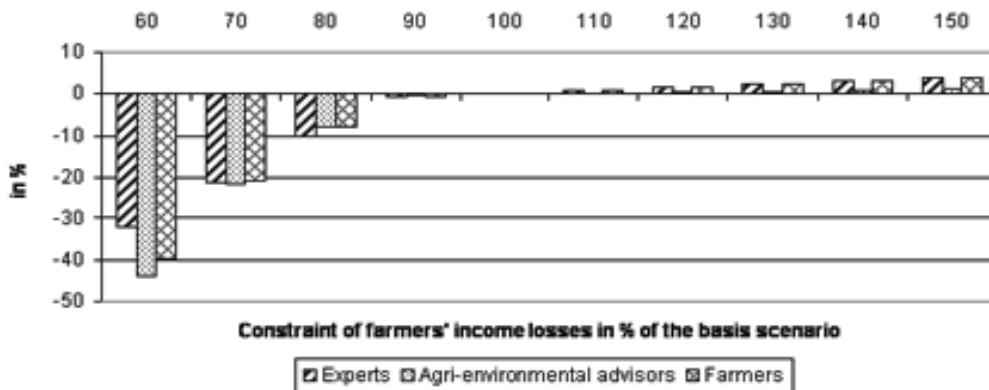 60 70 80 90 100 110 120 130 140 150
10
0
-10
-20
-30
-40
-50
in %
Constraint of farmers' income losses in % of the basis scenario
Experts Agri-environmental advisors Farmers